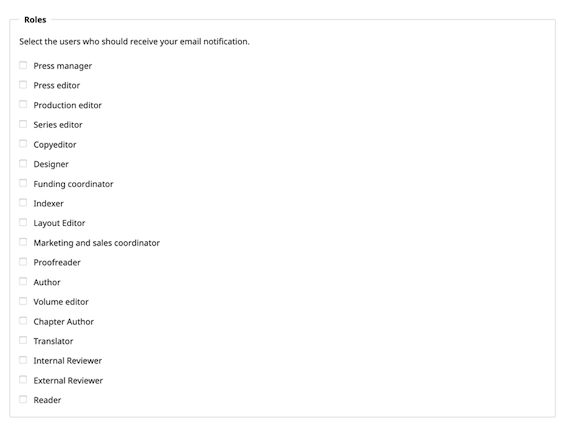 Roles
Select the users who should receive your email notification.
Press manager
Press editor
Production editor
Series editor
Copyeditor
Designer
Funding coordinator
Indexer
Layout Editor
Marketing and sales coordinator
Proofreader
Author
Volume editor
Chapter Author
Translator
Internal Reviewer
External Reviewer
Reader